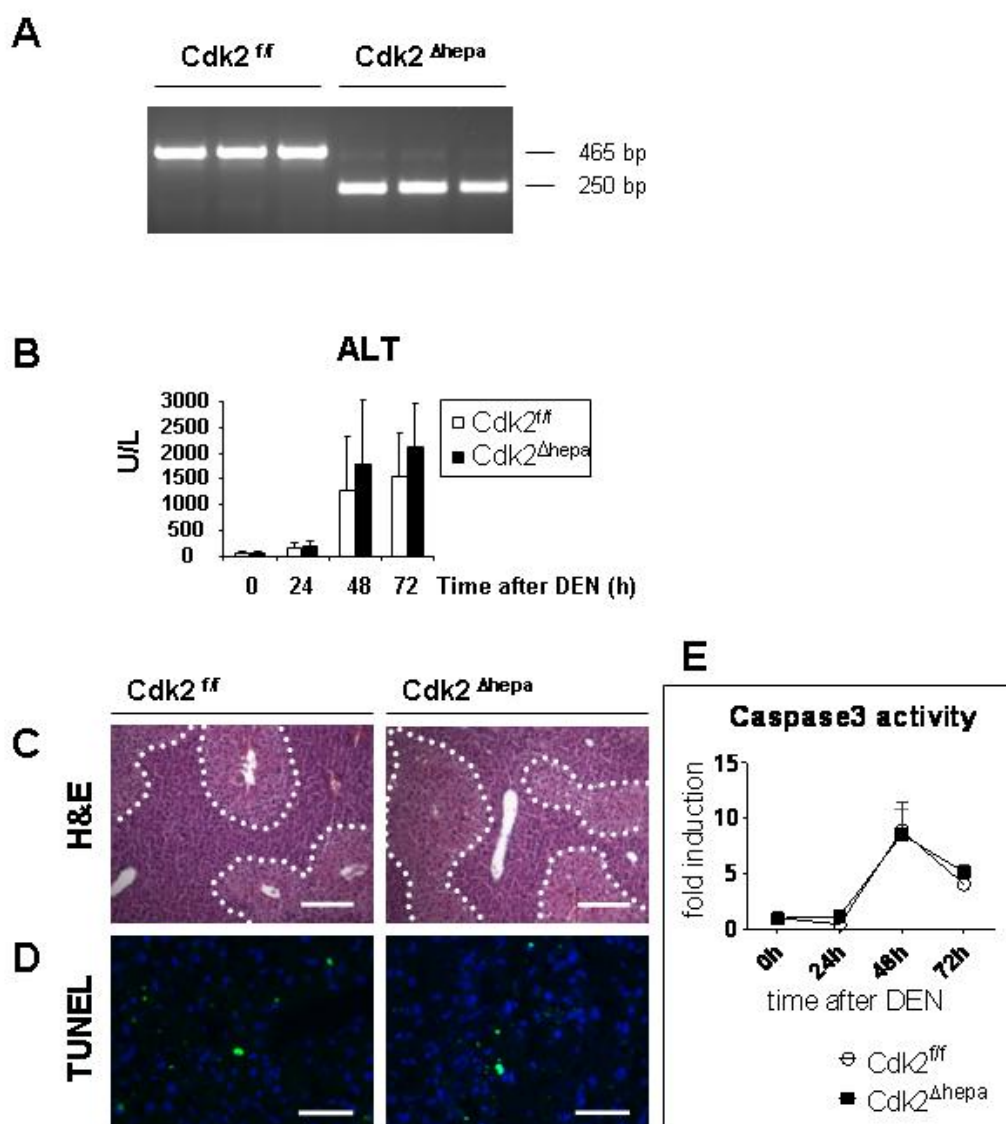 A
Cdk2 f/f Cdk2 Δhepa
465 bp
250 bp
B
ALT
U/L
3000
2500
2000
1500
1000
500
0
Cdk2f/f
Cdk2Δhepa
0 24 48 72 Time after DEN (h)
Cdk2 f/f Cdk2 Δhepa
C
H&E
D
TUNEL
E
Caspase3 activity
fold induction
15
10
5
0
0h 24h 48h 72h
time after DEN
Cdk2f/f
Cdk2Δhepa